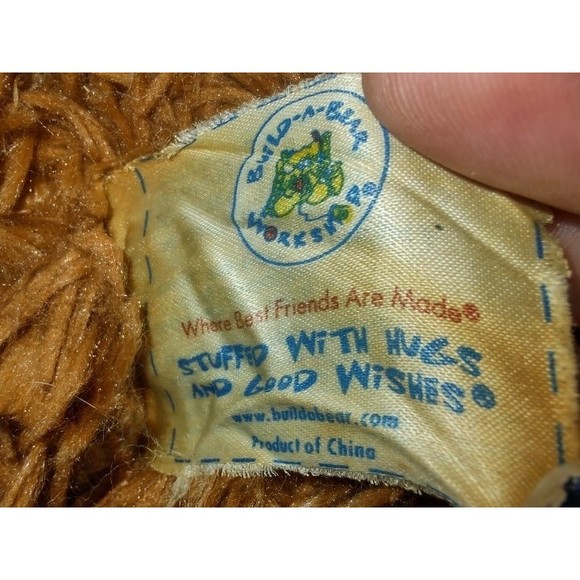 BUILD-A-BEAR
WORKSHOP®
Where Best Friends Are Made®
STUFFED WITH HUGS
AND GOOD WISHES®
www.buildabear.com
Product of China